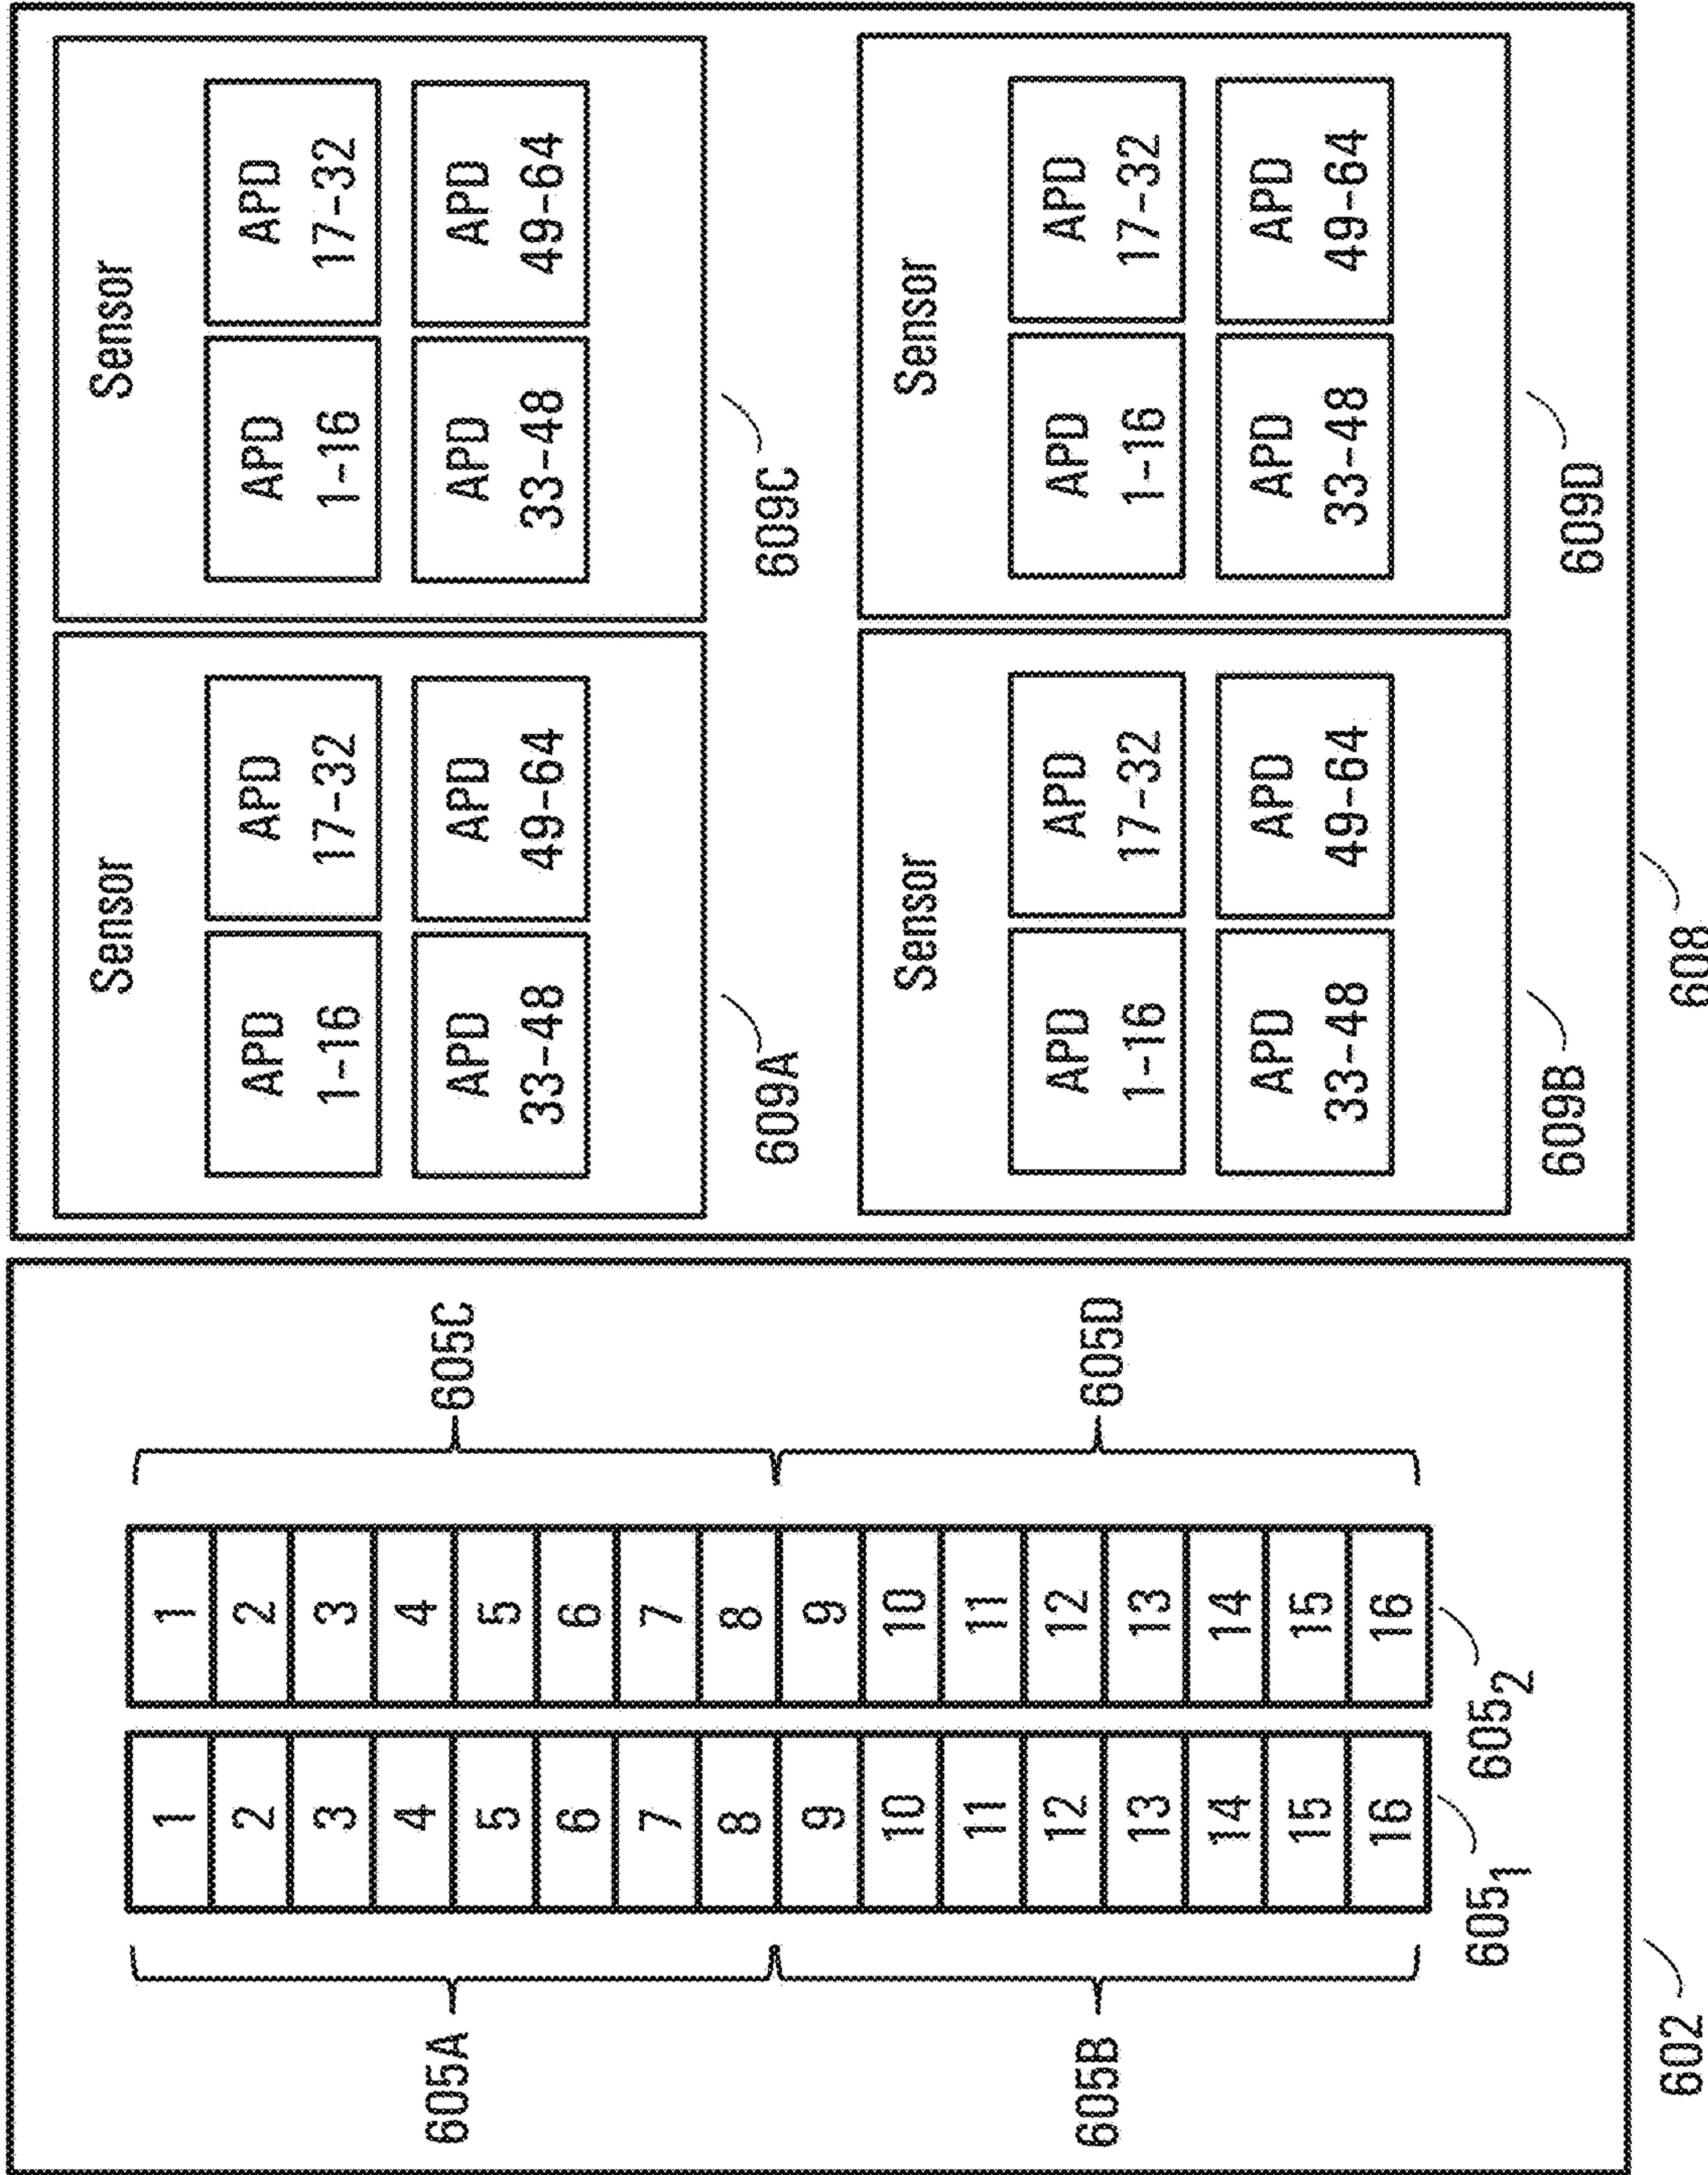 605A
605B
1
2
3
4
5
6
7
8
9
10
11
12
13
14
15
16
605₁
1
2
3
4
5
6
7
8
9
10
11
12
13
14
15
16
605₂
605C
605D
602
Sensor
APD
1-16
APD
17-32
APD
33-48
APD
49-64
609A
Sensor
APD
1-16
APD
17-32
APD
33-48
APD
49-64
609C
Sensor
APD
1-16
APD
17-32
APD
33-48
APD
49-64
609B
Sensor
APD
1-16
APD
17-32
APD
33-48
APD
49-64
609D
608